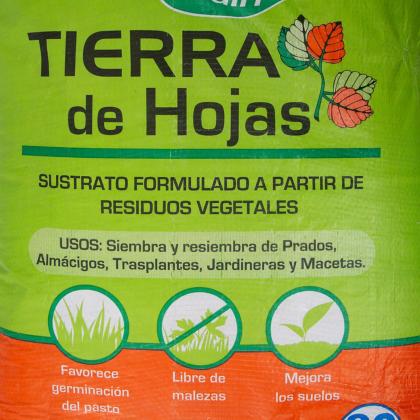 TIERRA
de Hojas
SUSTRATO FORMULADO A PARTIR DE
RESIDUOS VEGETALES
USOS: Siembra y resiembra de Prados,
Almácigos, Trasplantes, Jardineras y Macetas.
Favorece
germinación
del pasto
Libre de
malezas
Mejora
los suelos